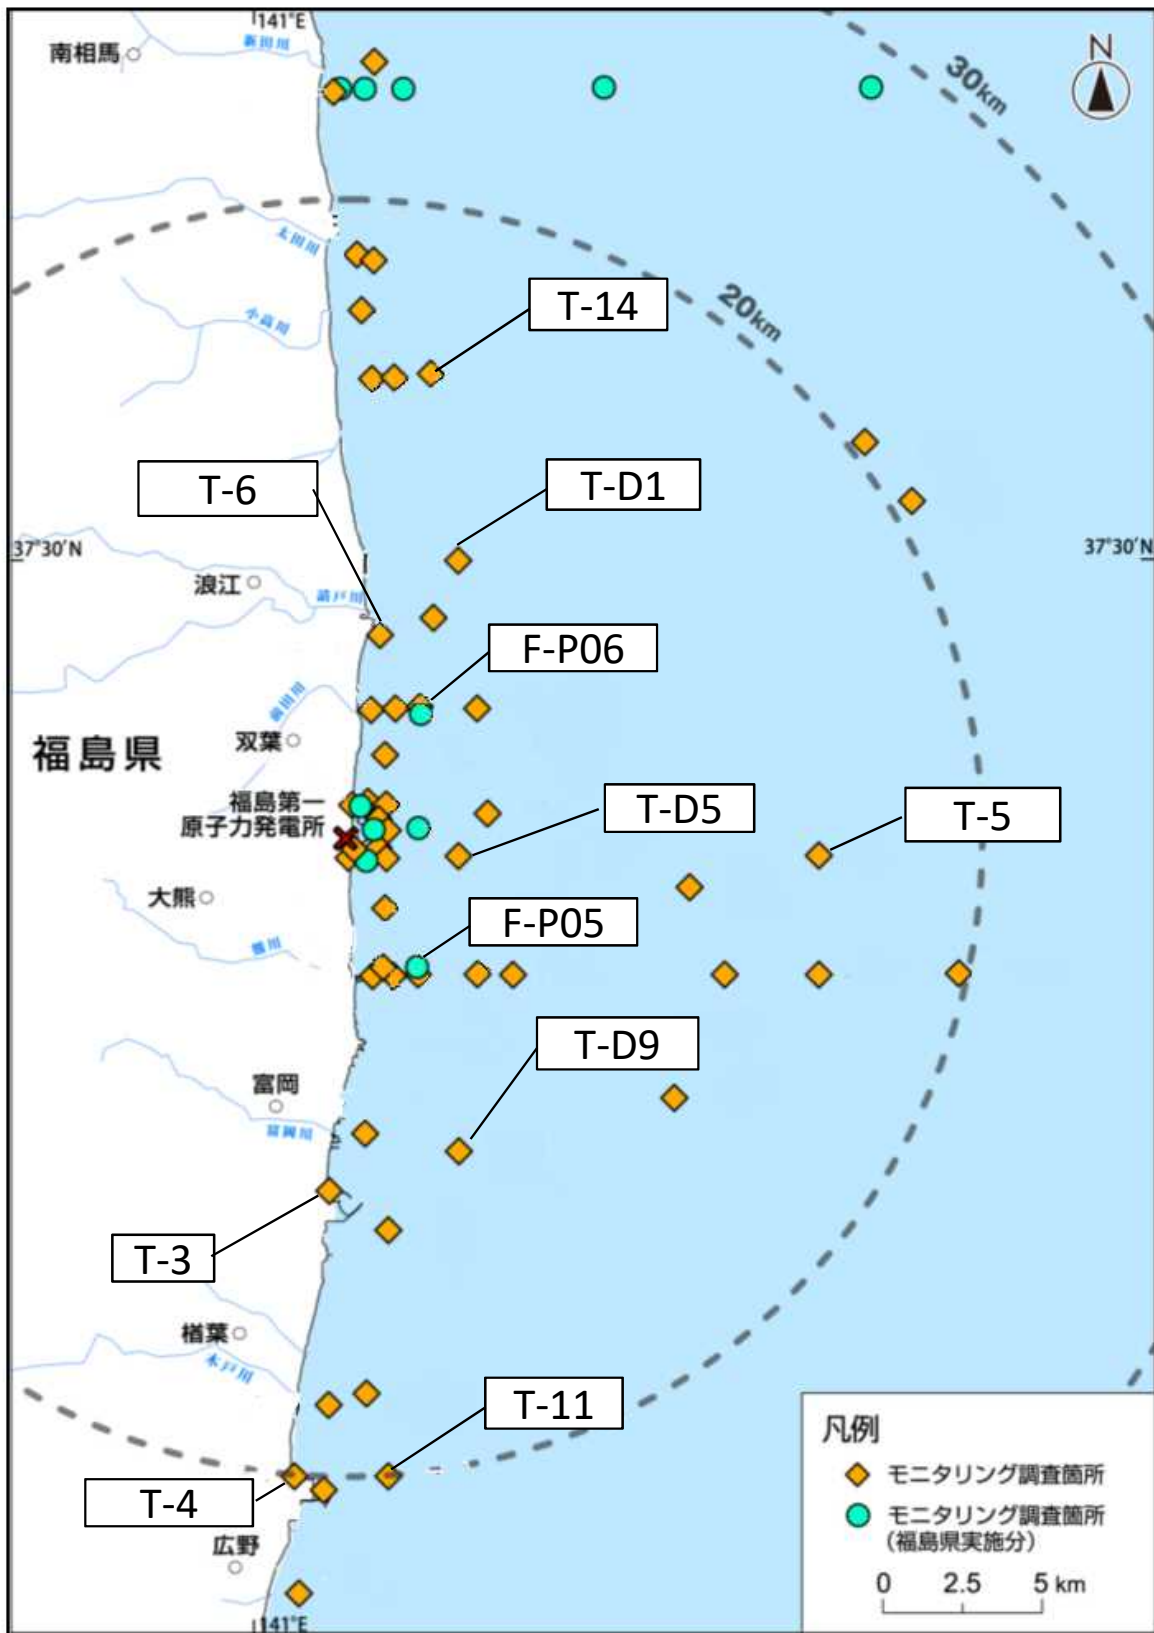 141°E
南相馬
新田川
30km
N
太田川
20km
T-14
小高川
T-6
T-D1
37°30′N
37°30′N
浪江
請戸川
F-P06
前田川
双葉
福島県
福島第一
原子力発電所
T-D5
T-5
大熊
F-P05
熊川
T-D9
富岡
富岡川
T-3
楢葉
木戸川
T-11
T-4
広野
141°E
凡例
モニタリング調査箇所
モニタリング調査箇所
(福島県実施分)
0 2.5 5 km